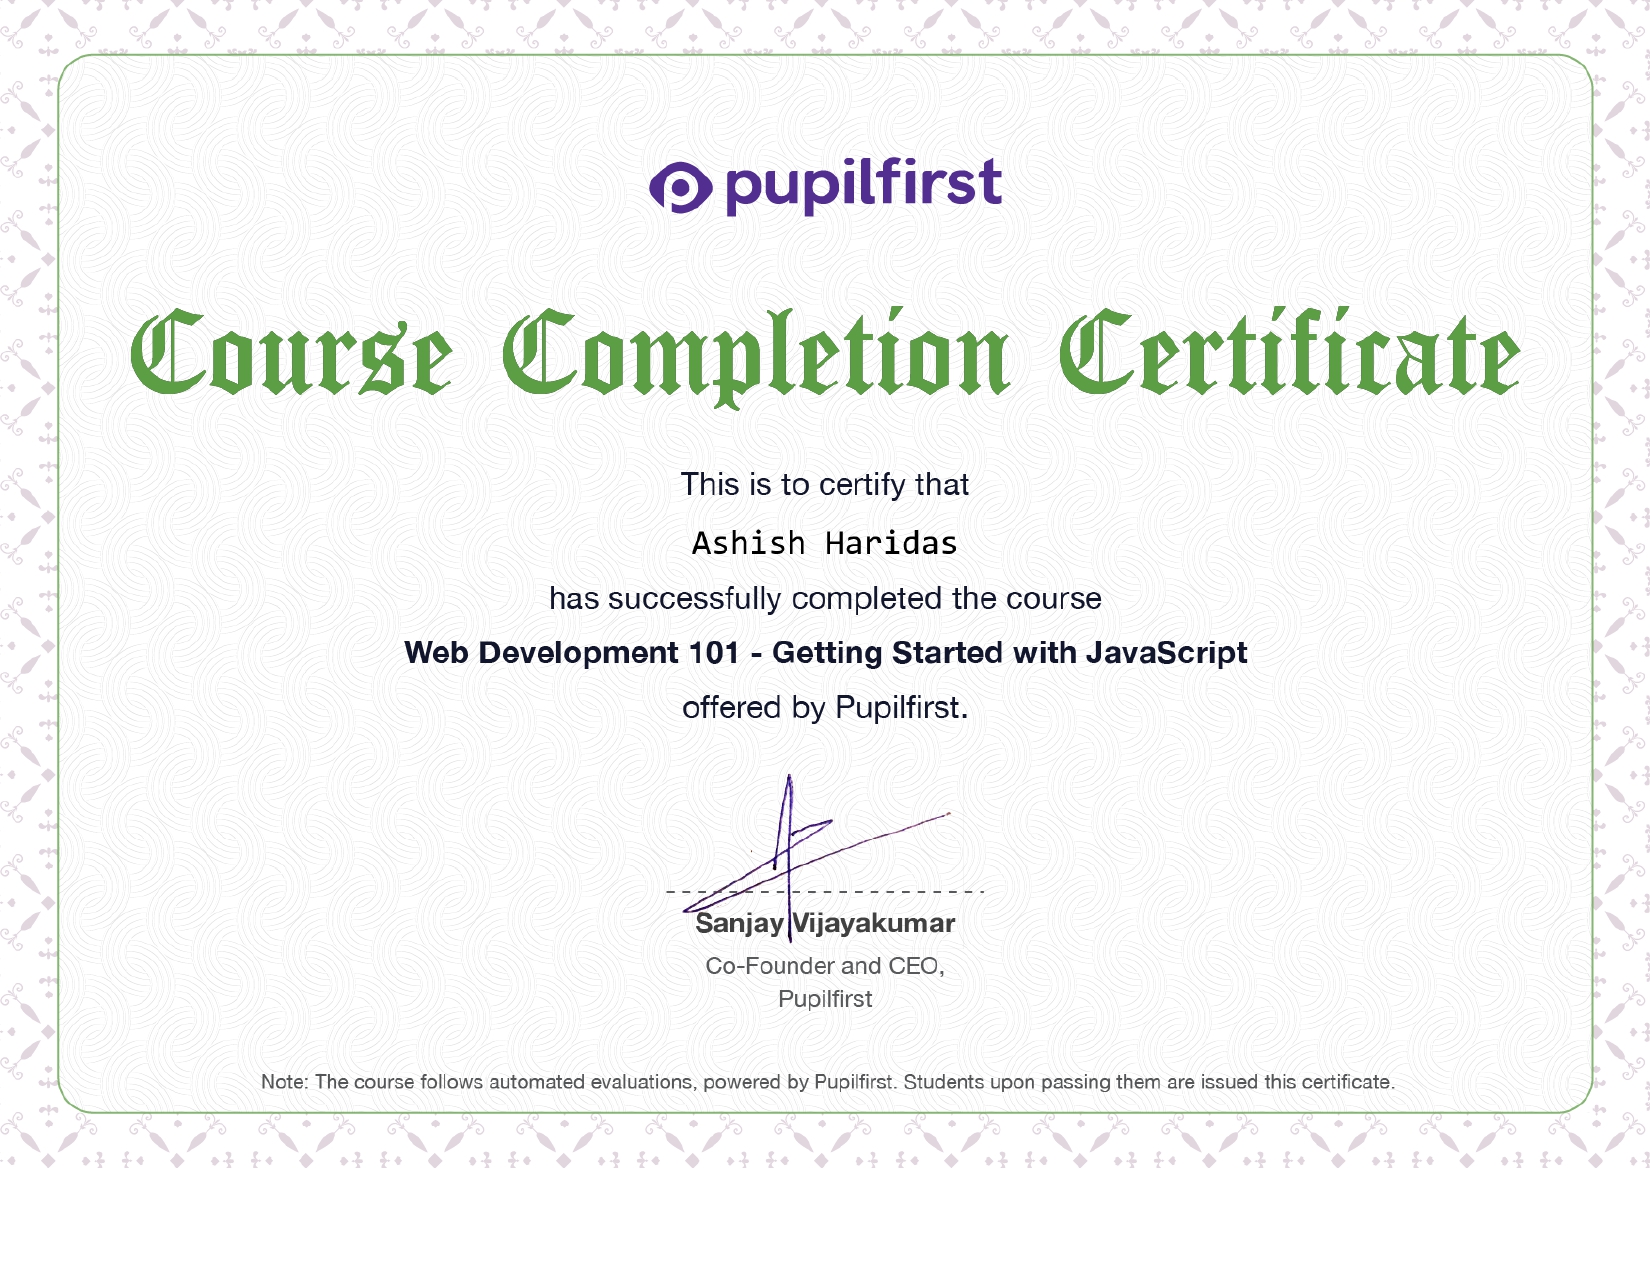 pupilfirst
Course Completion Certificate
This is to certify that
Ashish Haridas
has successfully completed the course
Web Development 101 - Getting Started with JavaScript
offered by Pupilfirst.
Sanjay Vijayakumar
Co-Founder and CEO,
Pupilfirst
Note: The course follows automated evaluations, powered by Pupilfirst. Students upon passing them are issued this certificate.